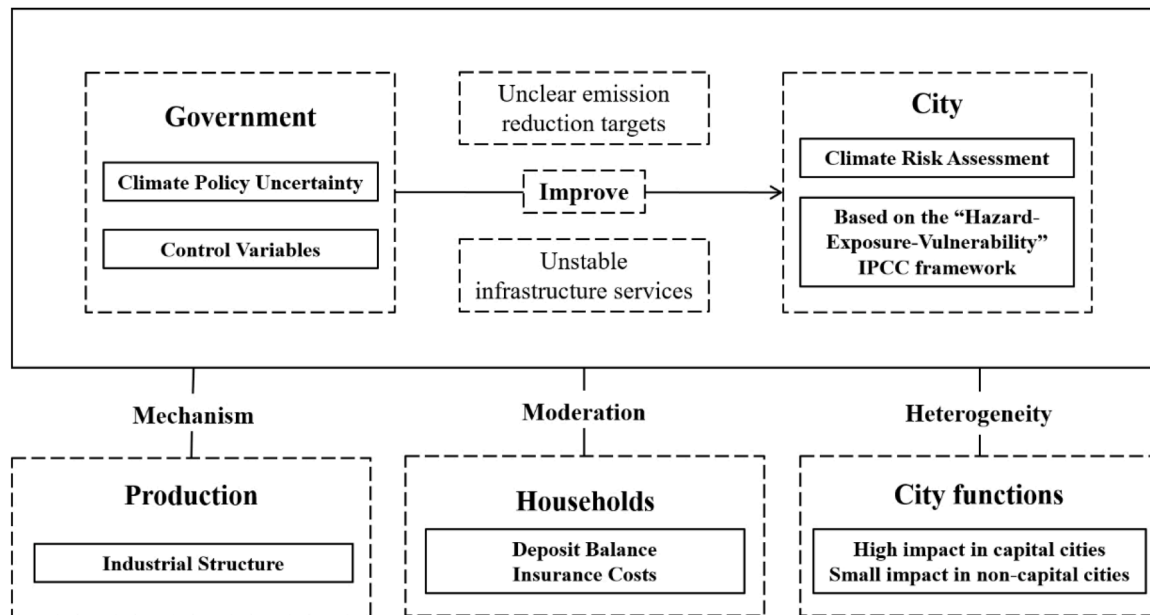 Government
Climate Policy Uncertainty
Control Variables
Unclear emission
reduction targets
Improve
Unstable
infrastructure services
City
Climate Risk Assessment
Based on the “Hazard-
Exposure-Vulnerability”
IPCC framework
Mechanism
Moderation
Heterogeneity
Production
Industrial Structure
Households
Deposit Balance
Insurance Costs
City functions
High impact in capital cities
Small impact in non-capital cities